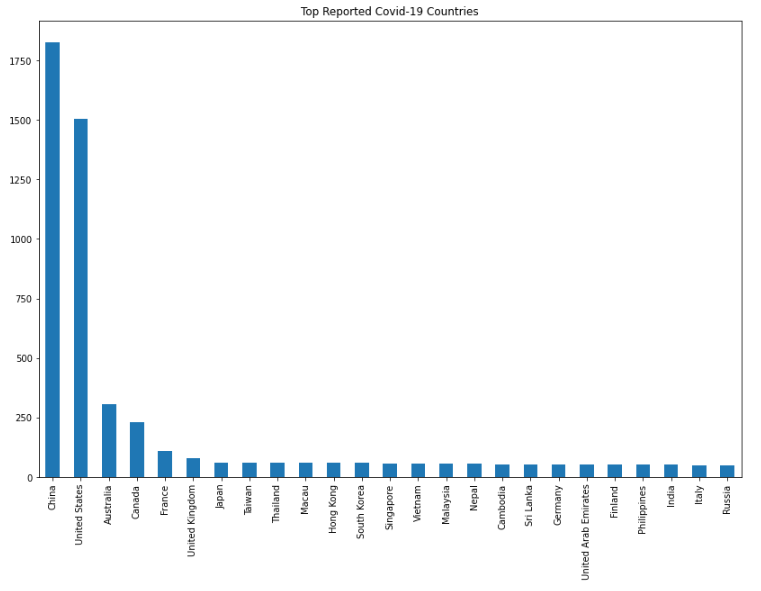 Top Reported Covid-19 Countries
1750
1500
1250
1000
750
500
250
0
China
United States
Australia
Canada
France
United Kingdom
Japan
Taiwan
Thailand
Macau
Hong Kong
South Korea
Singapore
Vietnam
Malaysia
Nepal
Cambodia
Sri Lanka
Germany
United Arab Emirates
Finland
Philippines
India
Italy
Russia